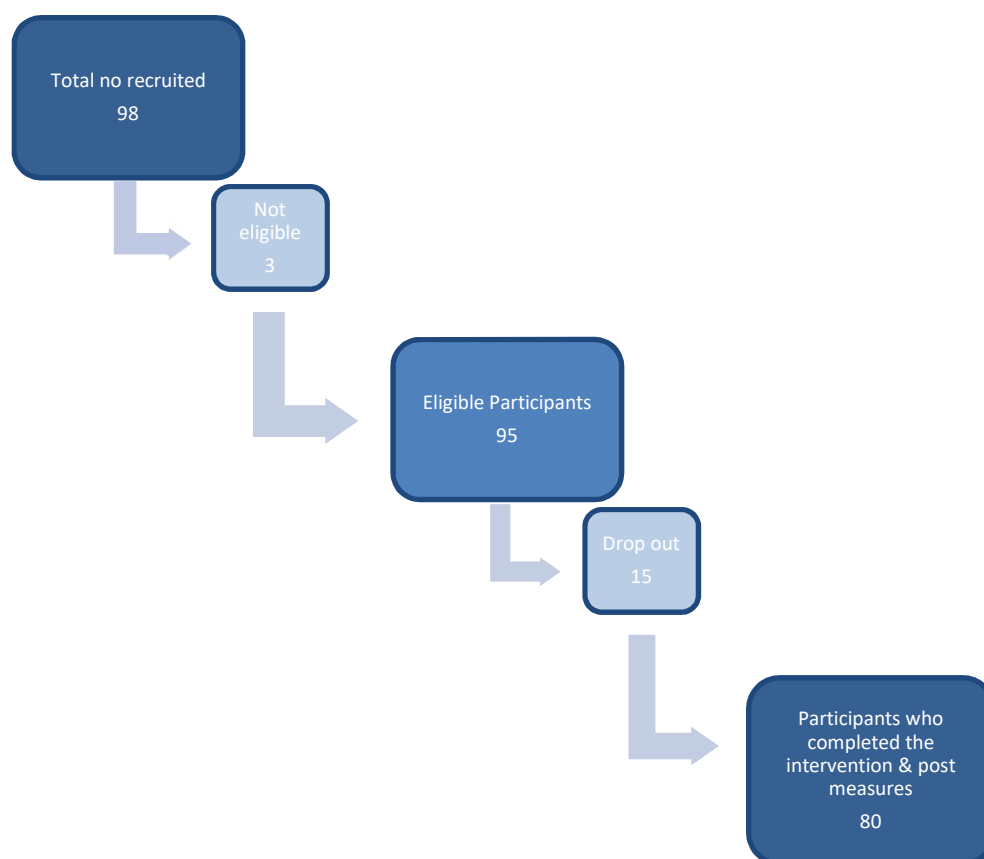 Total no recruited
98
Not
eligible
3
Eligible Participants
95
Drop out
15
Participants who
completed the
intervention & post
measures
80